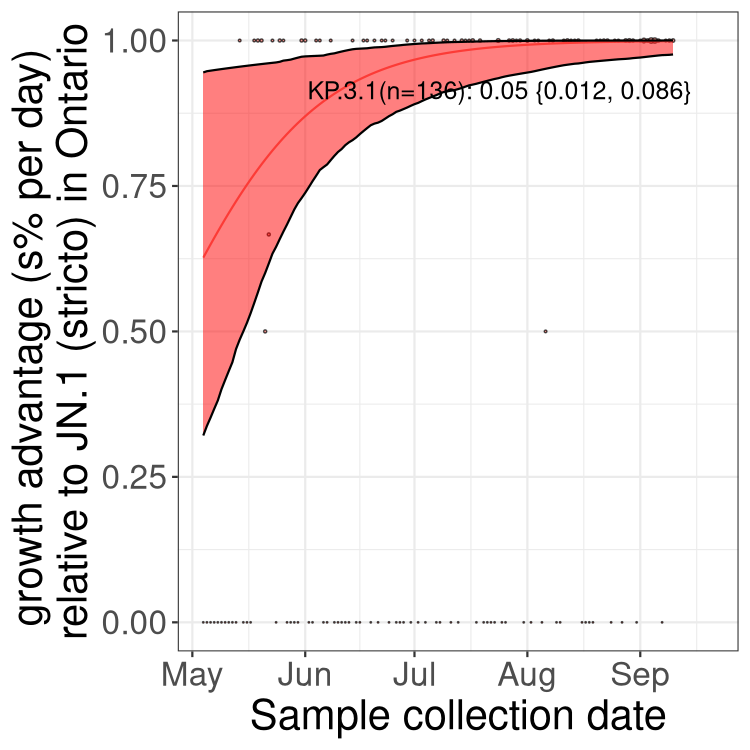 growth advantage (s% per day)
relative to JN.1 (stricto) in Ontario
1.00
0.75
0.50
0.25
0.00
KP.3.1(n=136): 0.05 {0.012, 0.086}
May Jun Jul Aug Sep
Sample collection date